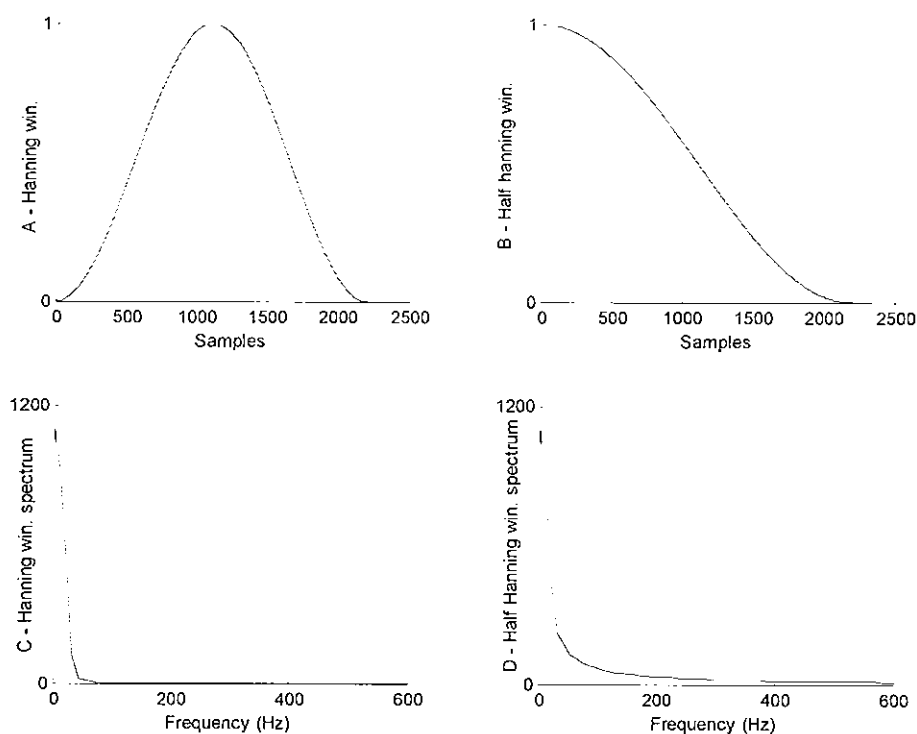 A - Hanning win.
1
0
0 500 1000 1500 2000 2500
Samples
B - Half hanning win.
1
0
0 500 1000 1500 2000 2500
Samples
C - Hanning win. spectrum
1200
0
0 200 400 600
Frequency (Hz)
D - Half Hanning win. spectrum
1200
0
0 200 400 600
Frequency (Hz)